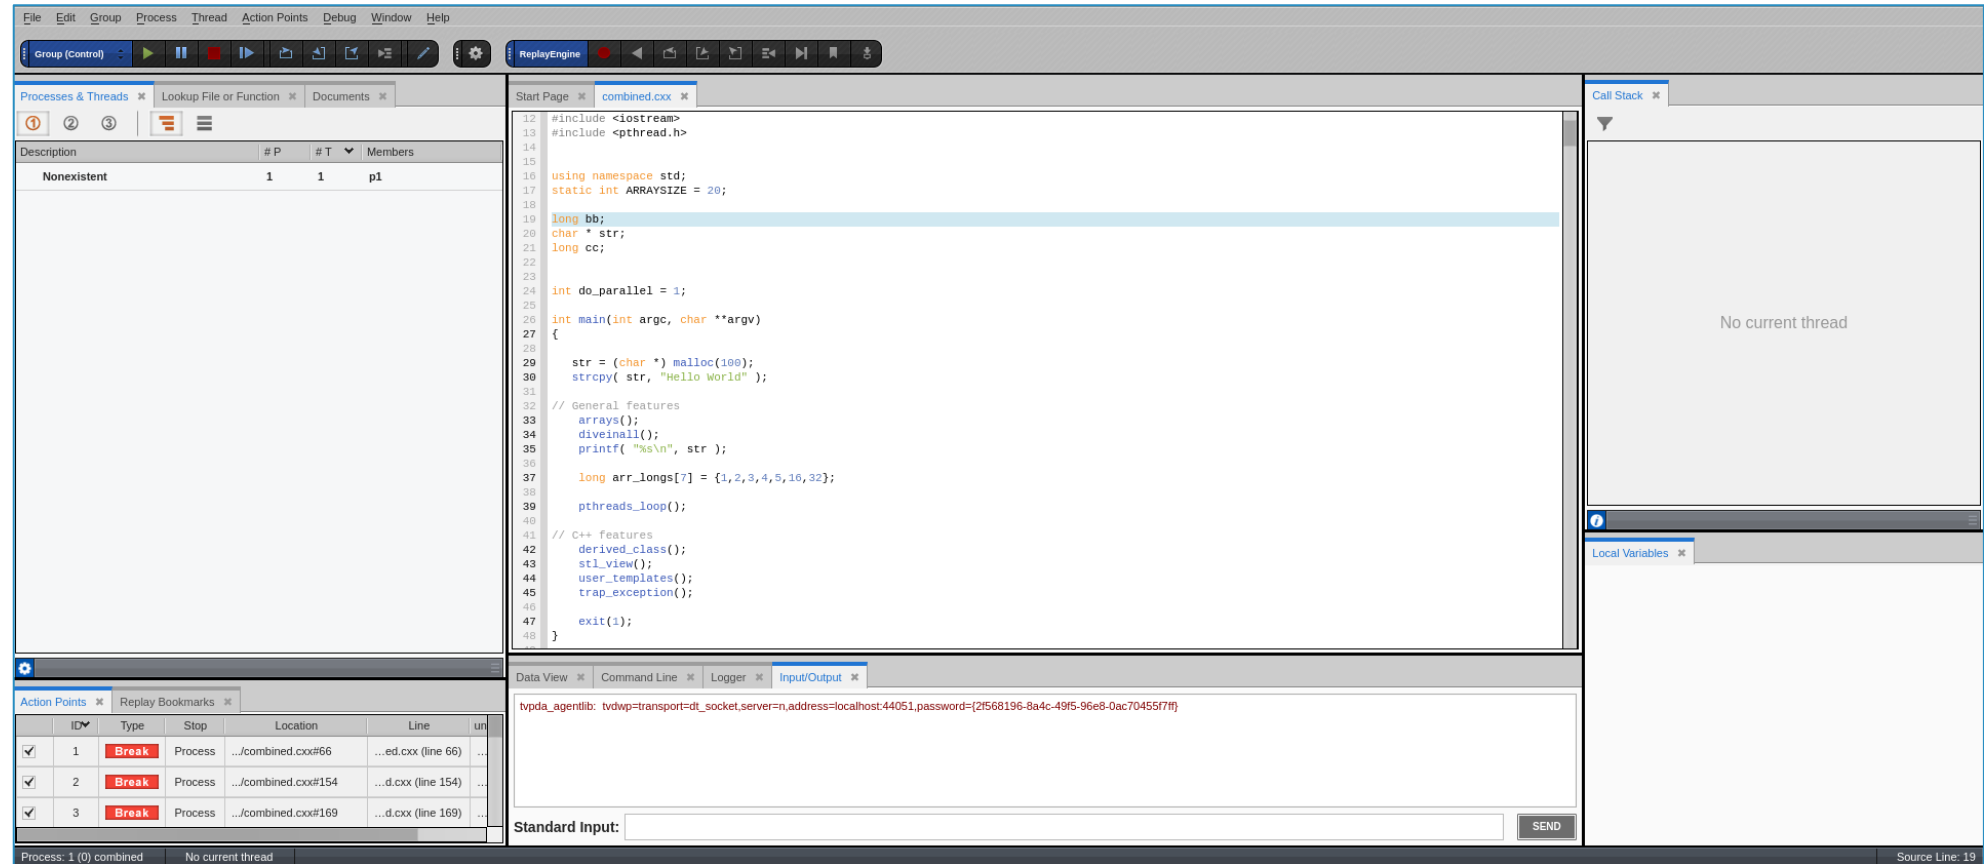 File Edit Group Process Thread Action Points Debug Window Help
Group (Control) ReplayEngine
Processes & Threads Lookup File or Function Documents
1 2 3
Description # P # T Members
Nonexistent 1 1 p1
Start Page combined.cxx
12 #include <iostream>
13 #include <pthread.h>
14
15
16 using namespace std;
17 static int ARRAYSIZE = 20;
18
19 long bb;
20 char * str;
21 long cc;
22
23
24 int do_parallel = 1;
25
26 int main(int argc, char **argv)
27 {
28
29 str = (char *) malloc(100);
30 strcpy( str, "Hello World" );
31
32 // General features
33 arrays();
34 diveinall();
35 printf( "%s\n", str );
36
37 long arr_longs[7] = {1,2,3,4,5,16,32};
38
39 pthreads_loop();
40
41 // C++ features
42 derived_class();
43 stl_view();
44 user_templates();
45 trap_exception();
46
47 exit(1);
48 }
Call Stack
No current thread
Local Variables
Action Points Replay Bookmarks
ID Type Stop Location Line un
1 Break Process .../combined.cxx#66 ...ed.cxx (line 66) ...
2 Break Process .../combined.cxx#154 ...d.cxx (line 154) ...
3 Break Process .../combined.cxx#169 ...d.cxx (line 169) ...
Data View Command Line Logger Input/Output
tvpda_agentlib: tvdwp=transport=dt_socket,server=n,address=localhost:44051,password={2f568196-8a4c-49f5-96e8-0ac70455f7ff}
Standard Input: SEND
Process: 1 (0) combined No current thread Source Line: 19